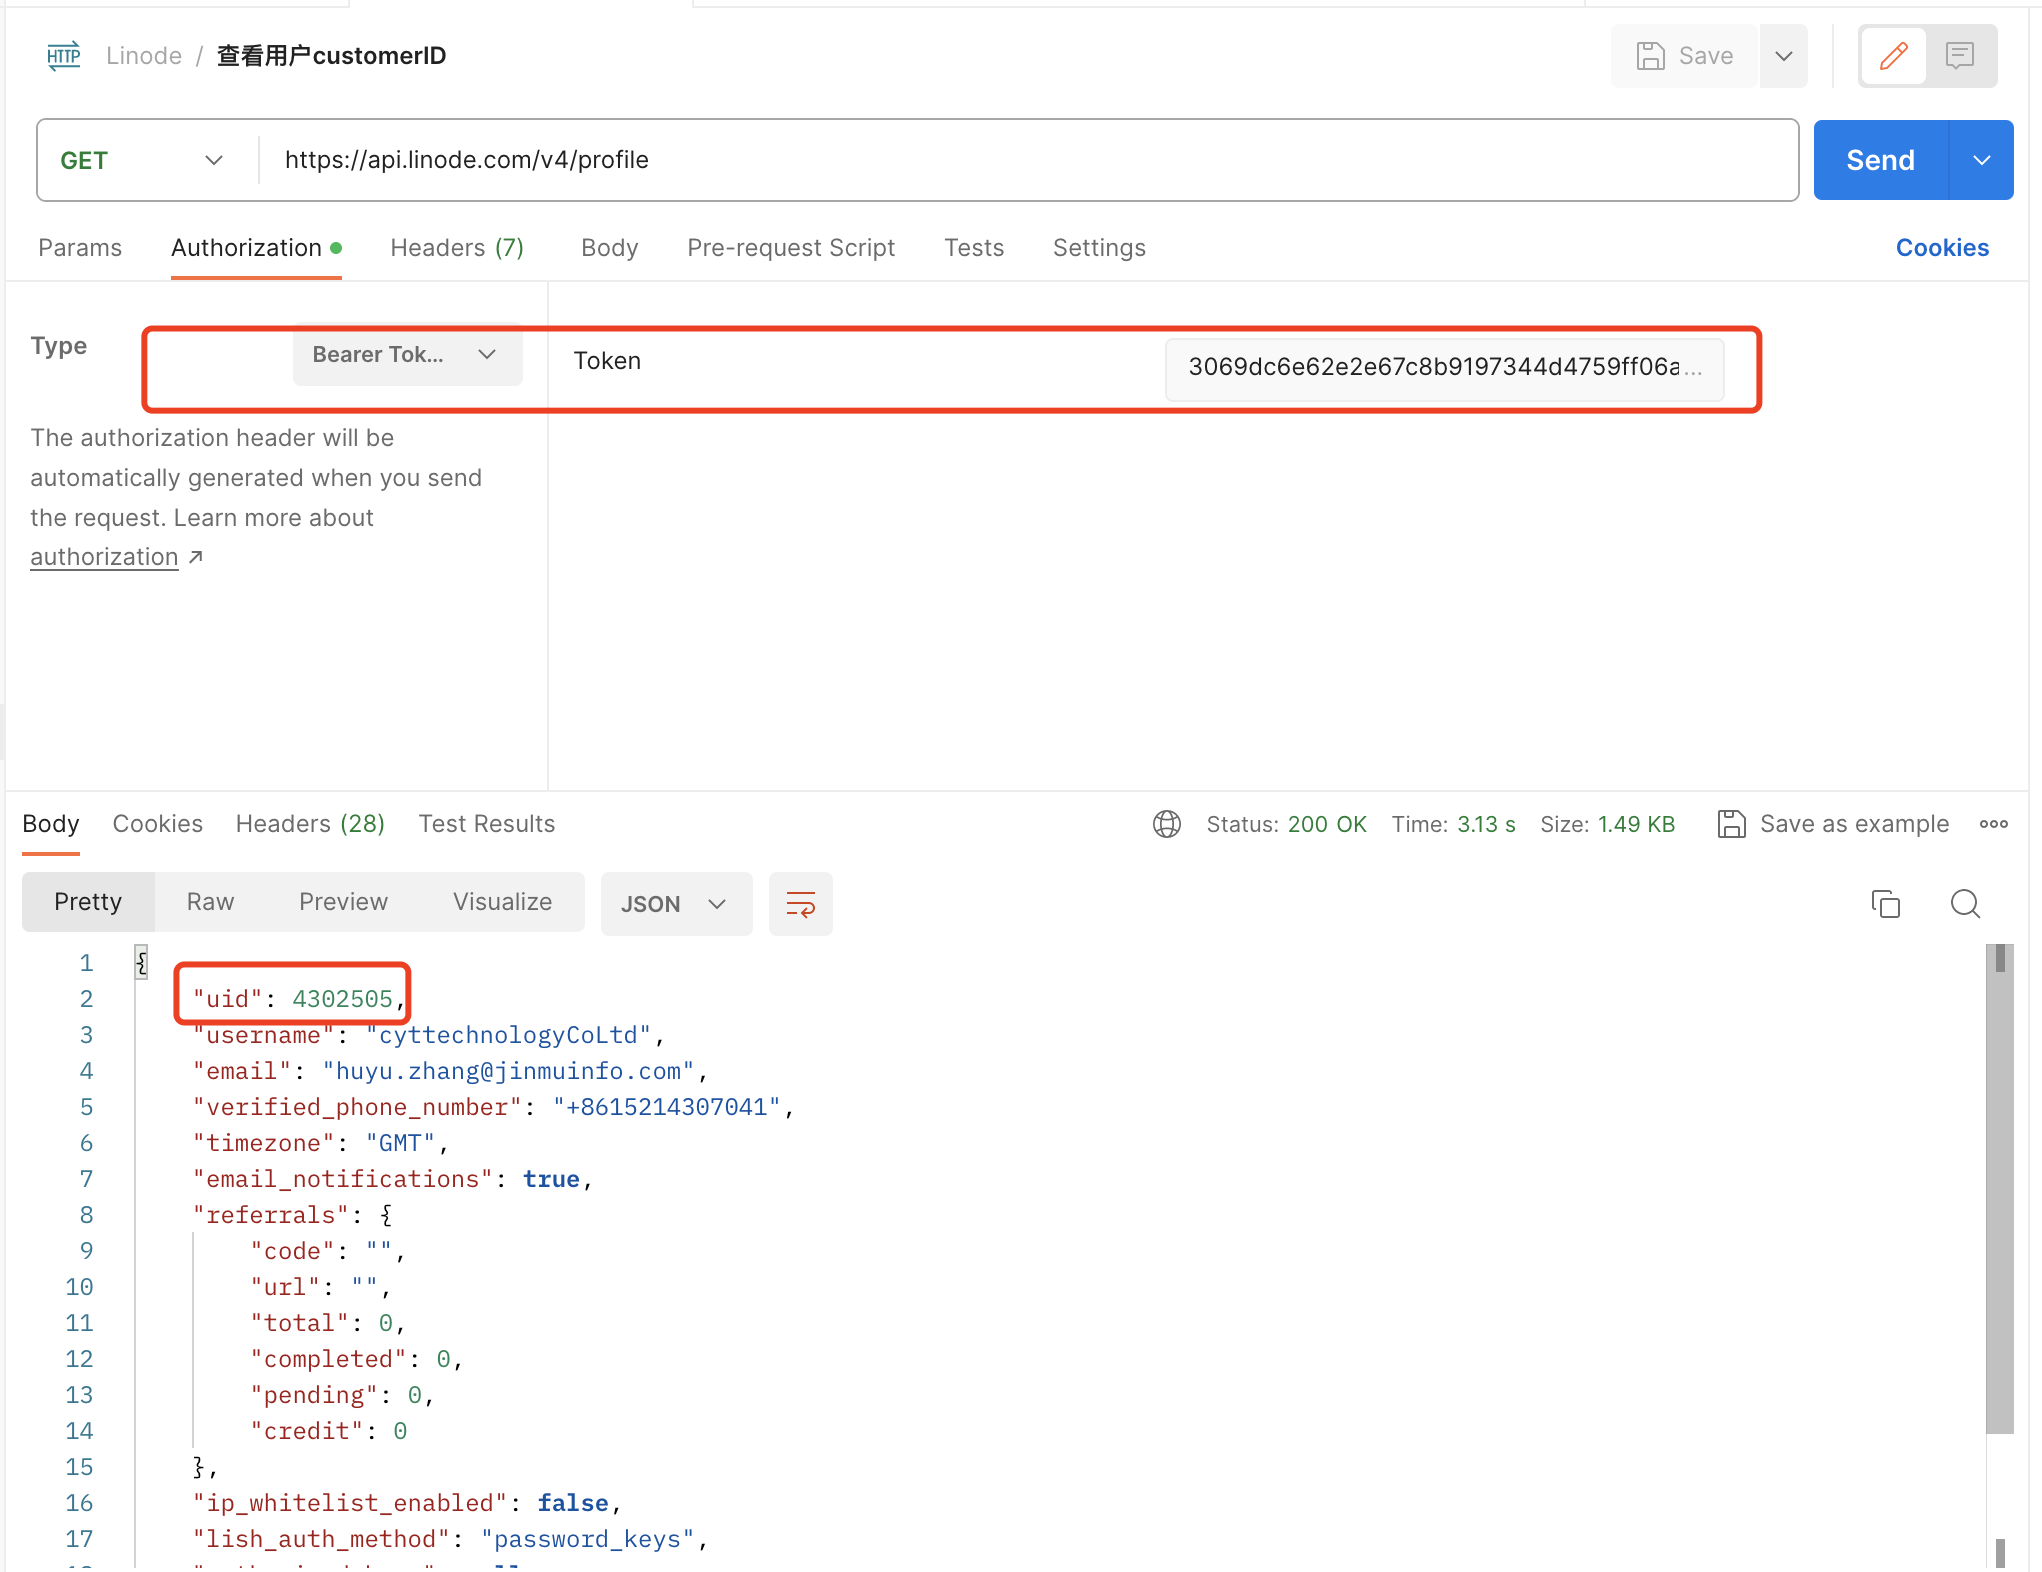 HTTP Linode / 查看用户customerID Save
GET https://api.linode.com/v4/profile Send
Params Authorization Headers (7) Body Pre-request Script Tests Settings Cookies
Type Bearer Tok... Token 3069dc6e62e2e67c8b9197344d4759ff06a...
The authorization header will be
automatically generated when you send
the request. Learn more about
authorization ↗
Body Cookies Headers (28) Test Results Status: 200 OK Time: 3.13 s Size: 1.49 KB Save as example
Pretty Raw Preview Visualize JSON
1 {
2 "uid": 4302505,
3 "username": "cyttechnologyCoLtd",
4 "email": "huyu.zhang@jinmuinfo.com",
5 "verified_phone_number": "+8615214307041",
6 "timezone": "GMT",
7 "email_notifications": true,
8 "referrals": {
9 "code": "",
10 "url": "",
11 "total": 0,
12 "completed": 0,
13 "pending": 0,
14 "credit": 0
15 },
16 "ip_whitelist_enabled": false,
17 "lish_auth_method": "password_keys",